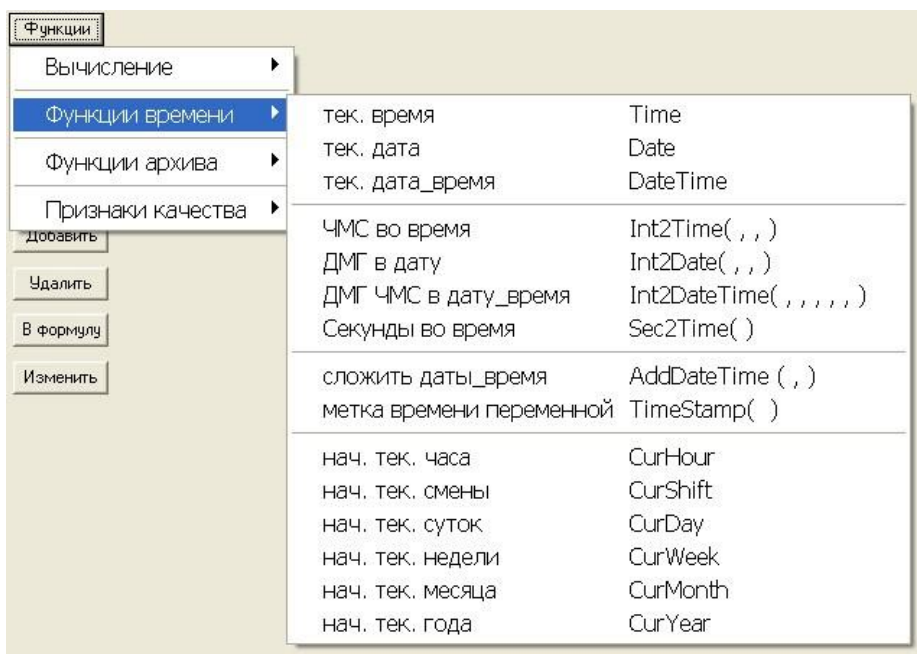 Функции
Вычисление
Функции времени
Функции архива
Признаки качества
Добавить
Удалить
В формулу
Изменить
тек. время Time
тек. дата Date
тек. дата_время DateTime
ЧМС во время Int2Time( , , )
ДМГ в дату Int2Date( , , )
ДМГ ЧМС в дату_время Int2DateTime( , , , , , )
Секунды во время Sec2Time( )
сложить даты_время AddDateTime ( , )
метка времени переменной TimeStamp( )
нач. тек. часа CurHour
нач. тек. смены CurShift
нач. тек. суток CurDay
нач. тек. недели CurWeek
нач. тек. месяца CurMonth
нач. тек. года CurYear